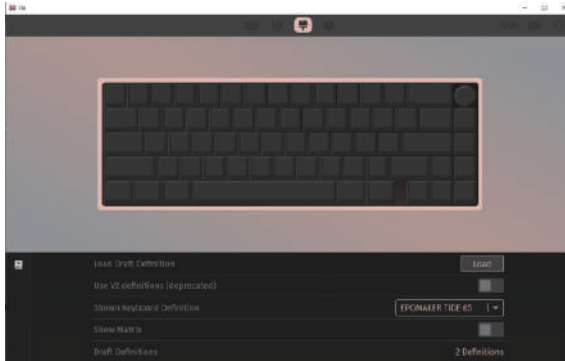 VIA
Load Draft Definition
Load
Use V2 definitions (deprecated)
Shown Keyboard Definition
EPOMAKER TIDE 65
Show Matrix
Draft Definitions
2 Definitions